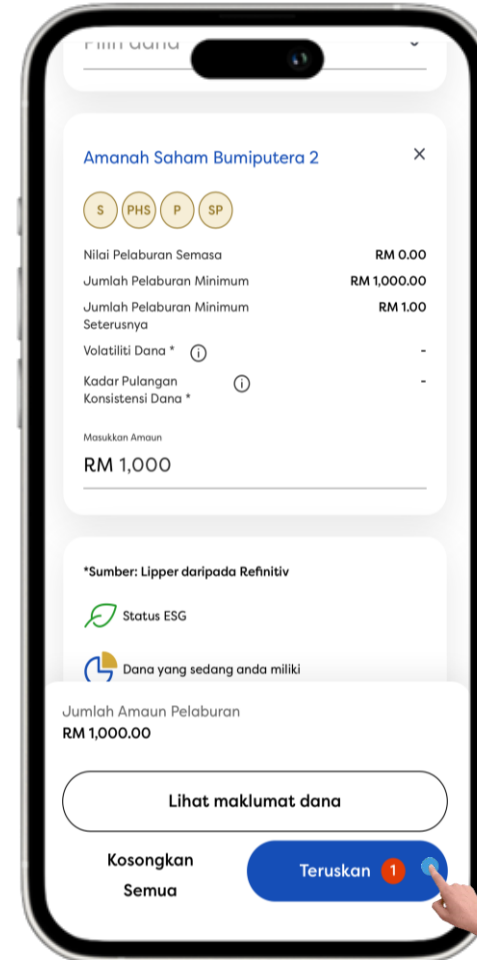 Pilih dana
Amanah Saham Bumiputera 2
S PHS P SP
Nilai Pelaburan Semasa RM 0.00
Jumlah Pelaburan Minimum RM 1,000.00
Jumlah Pelaburan Minimum RM 1.00
Seterusnya
Volatiliti Dana * -
Kadar Pulangan -
Konsistensi Dana *
Masukkan Amaun
RM 1,000
*Sumber: Lipper daripada Refinitiv
Status ESG
Dana yang sedang anda miliki
Jumlah Amaun Pelaburan
RM 1,000.00
Lihat maklumat dana
Kosongkan
Semua
Teruskan 1